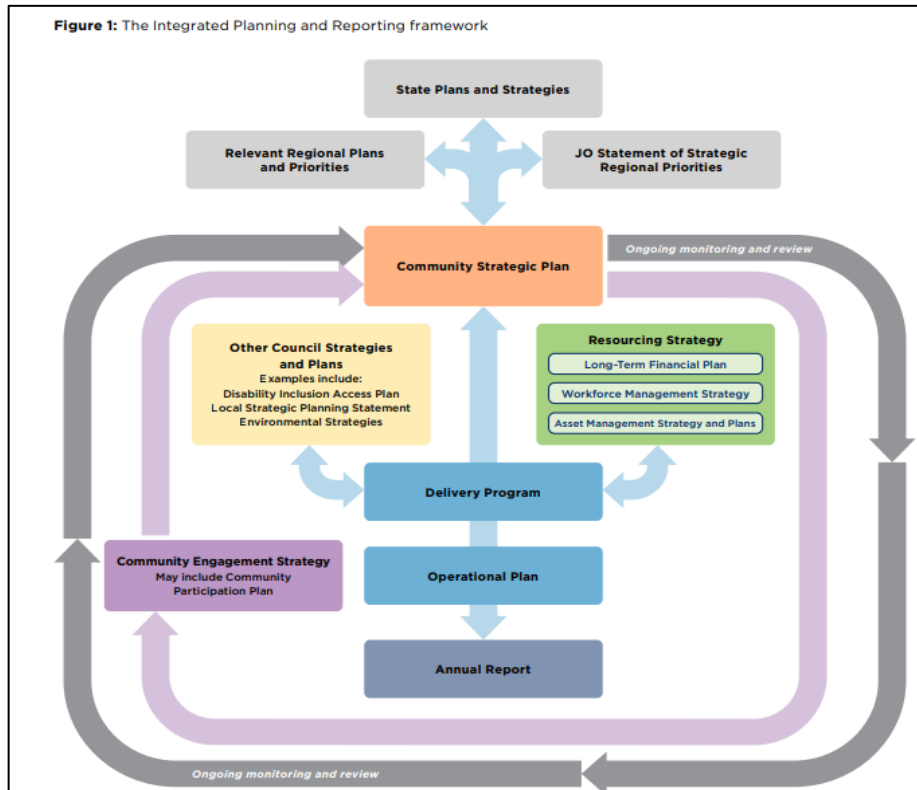 Figure 1: The Integrated Planning and Reporting framework
State Plans and Strategies
Relevant Regional Plans
and Priorities
JO Statement of Strategic
Regional Priorities
Community Strategic Plan
Ongoing monitoring and review
Other Council Strategies
and Plans
Examples include:
Disability Inclusion Access Plan
Local Strategic Planning Statement
Environmental Strategies
Resourcing Strategy
Long-Term Financial Plan
Workforce Management Strategy
Asset Management Strategy and Plans
Delivery Program
Community Engagement Strategy
May include Community
Participation Plan
Operational Plan
Annual Report
Ongoing monitoring and review